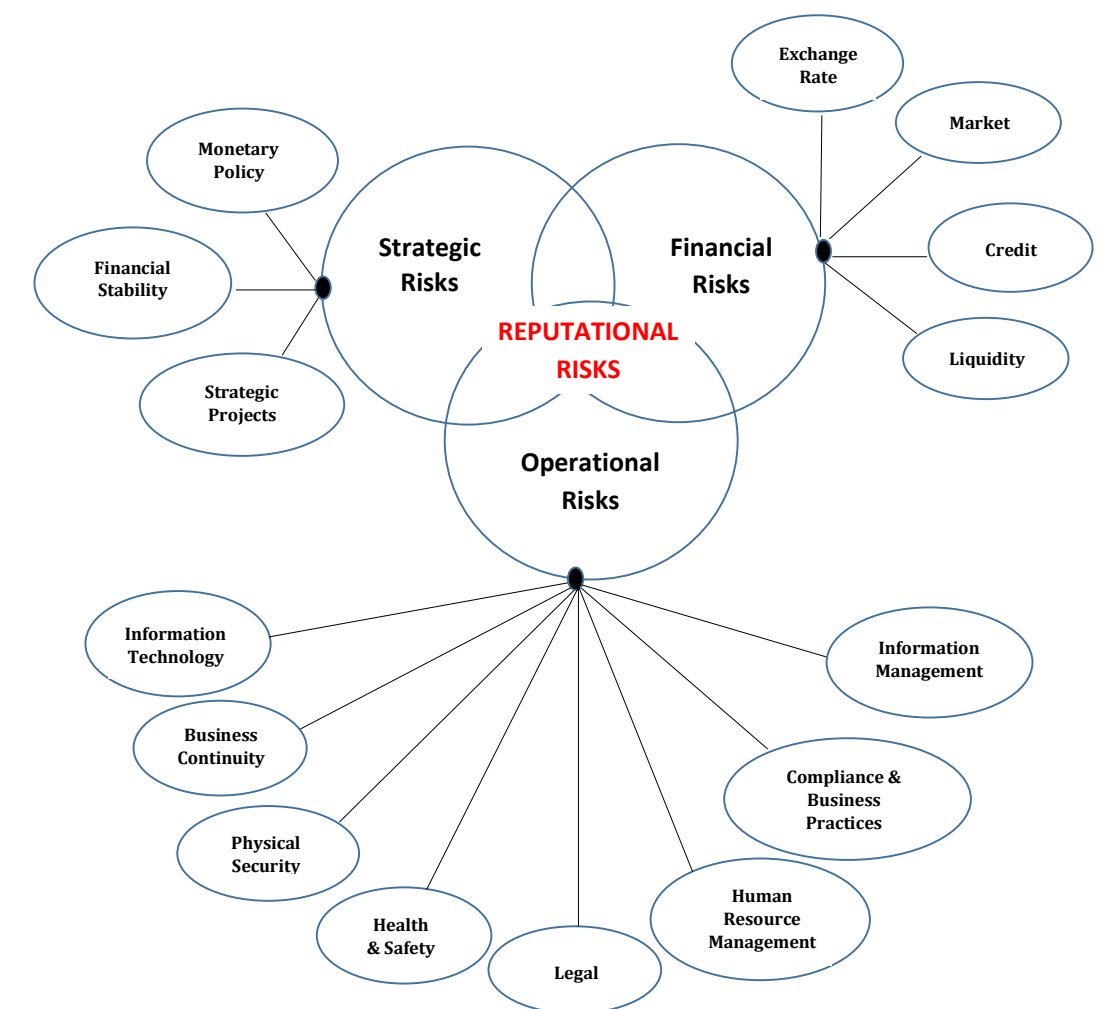 Exchange
Rate
Market
Monetary
Policy
Strategic
Risks
Financial
Risks
Credit
Financial
Stability
REPUTATIONAL
RISKS
Liquidity
Strategic
Projects
Operational
Risks
Information
Technology
Information
Management
Business
Continuity
Compliance &
Business
Practices
Physical
Security
Human
Resource
Management
Health
& Safety
Legal